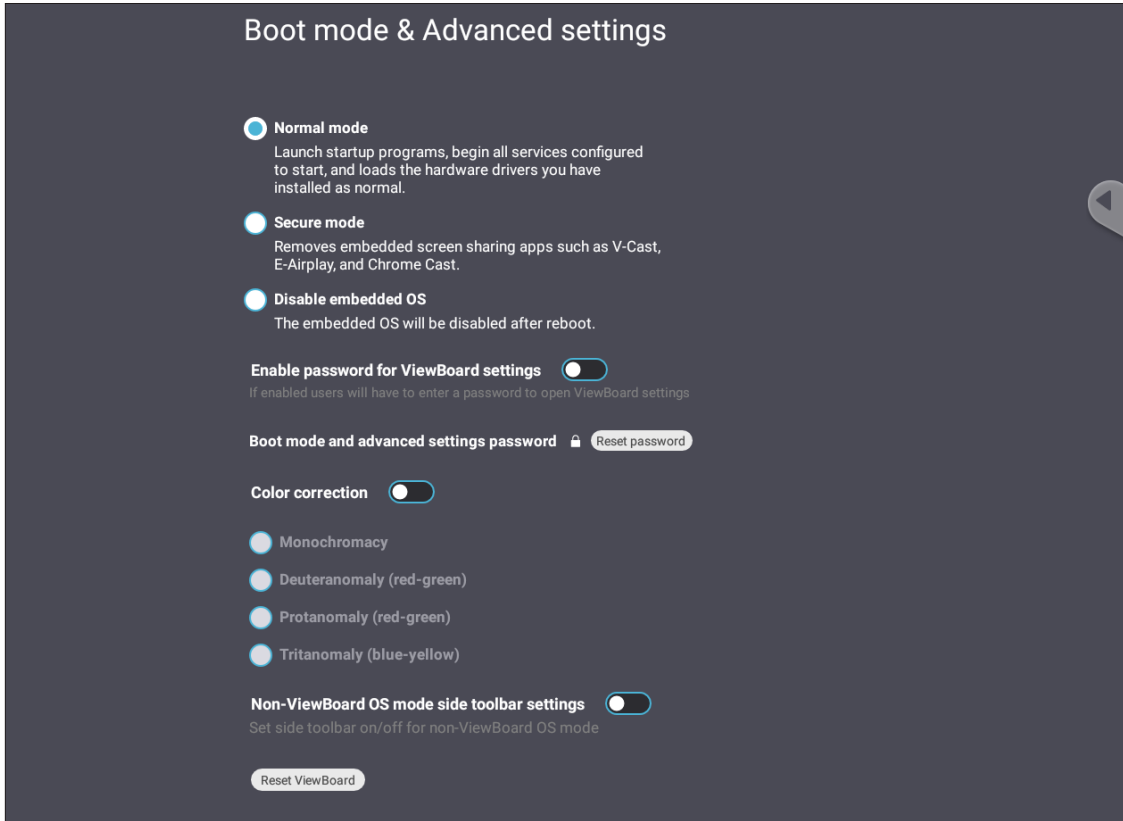 Boot mode & Advanced settings
Normal mode
Launch startup programs, begin all services configured
to start, and loads the hardware drivers you have
installed as normal.
Secure mode
Removes embedded screen sharing apps such as V-Cast,
E-Airplay, and Chrome Cast.
Disable embedded OS
The embedded OS will be disabled after reboot.
Enable password for ViewBoard settings
If enabled users will have to enter a password to open ViewBoard settings
Boot mode and advanced settings password Reset password
Color correction
Monochromacy
Deuteranomaly (red-green)
Protanomaly (red-green)
Tritanomaly (blue-yellow)
Non-ViewBoard OS mode side toolbar settings
Set side toolbar on/off for non-ViewBoard OS mode
Reset ViewBoard